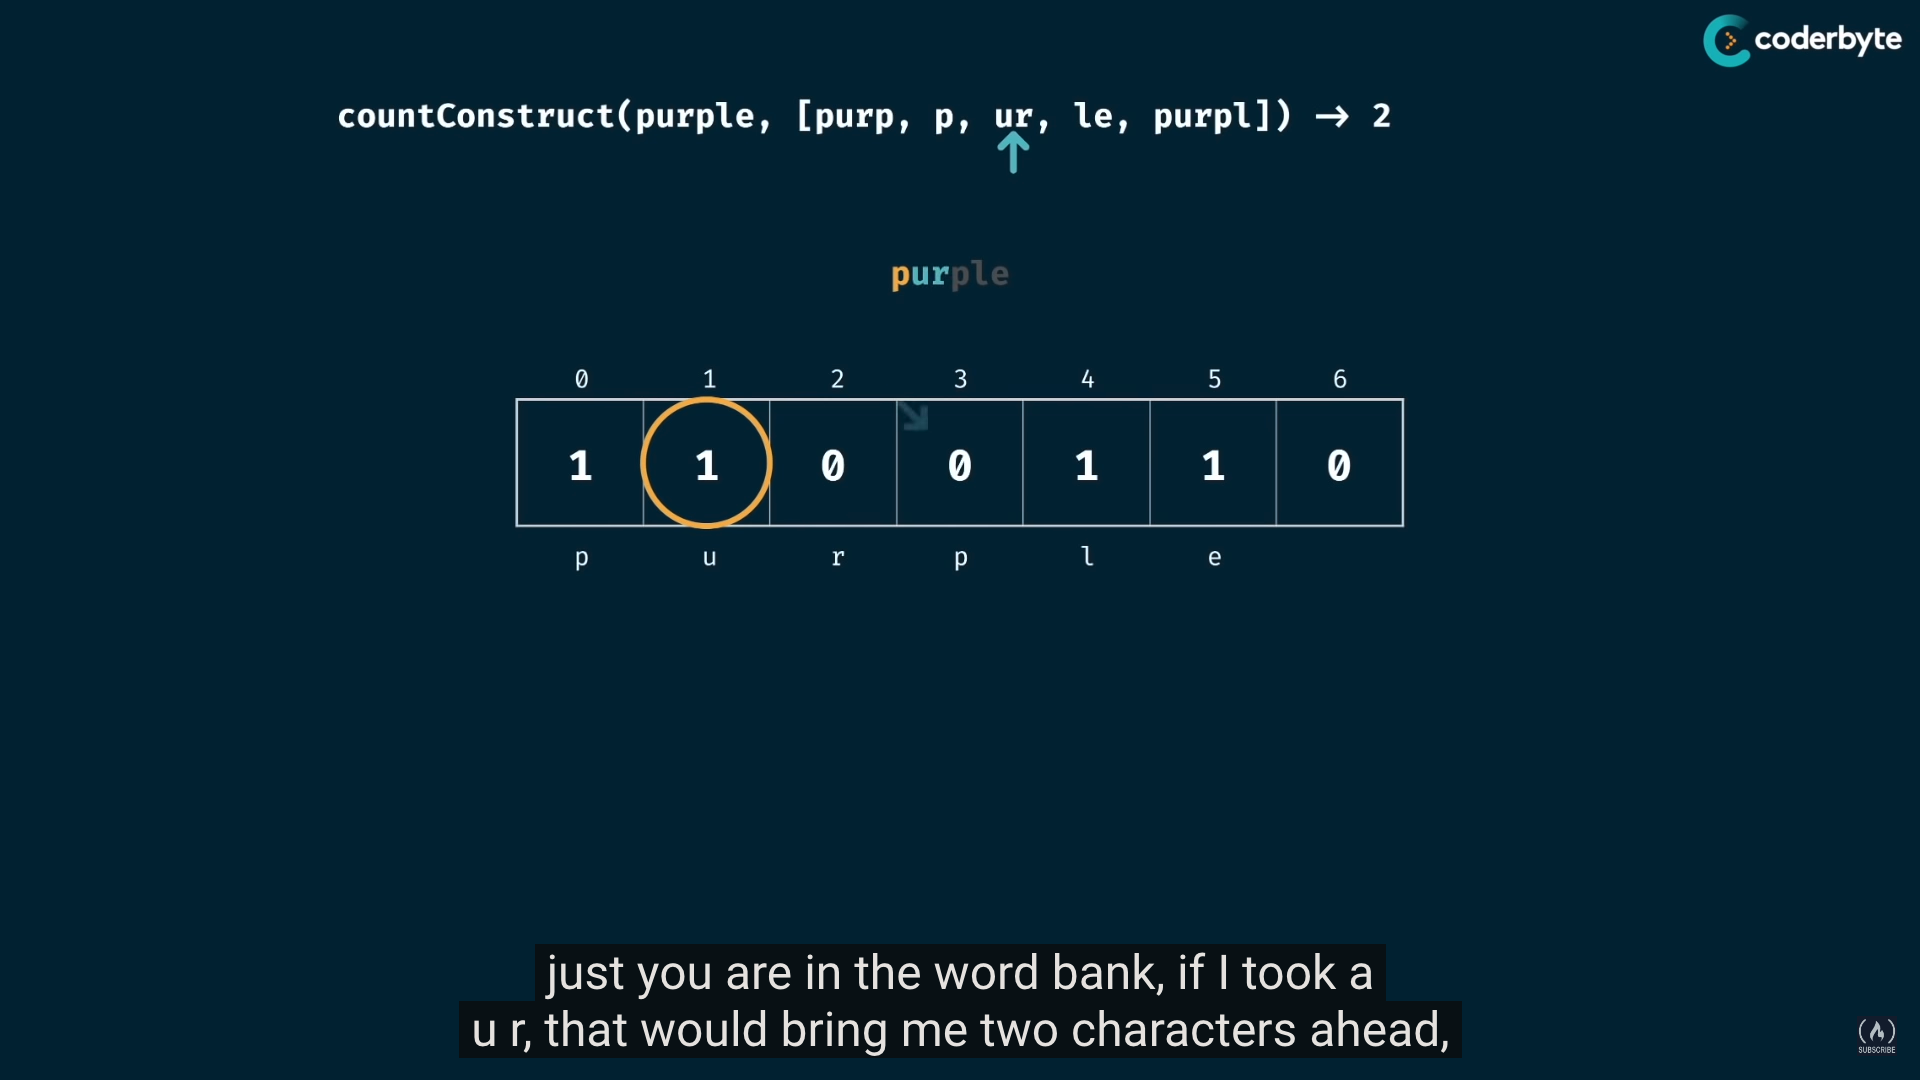 coderbyte
countConstruct(purple, [purp, p, ur, le, purpl]) → 2
purple
0 1 2 3 4 5 6
1 1 0 0 1 1 0
p u r p l e
just you are in the word bank, if I took a
u r, that would bring me two characters ahead,
SUBSCRIBE